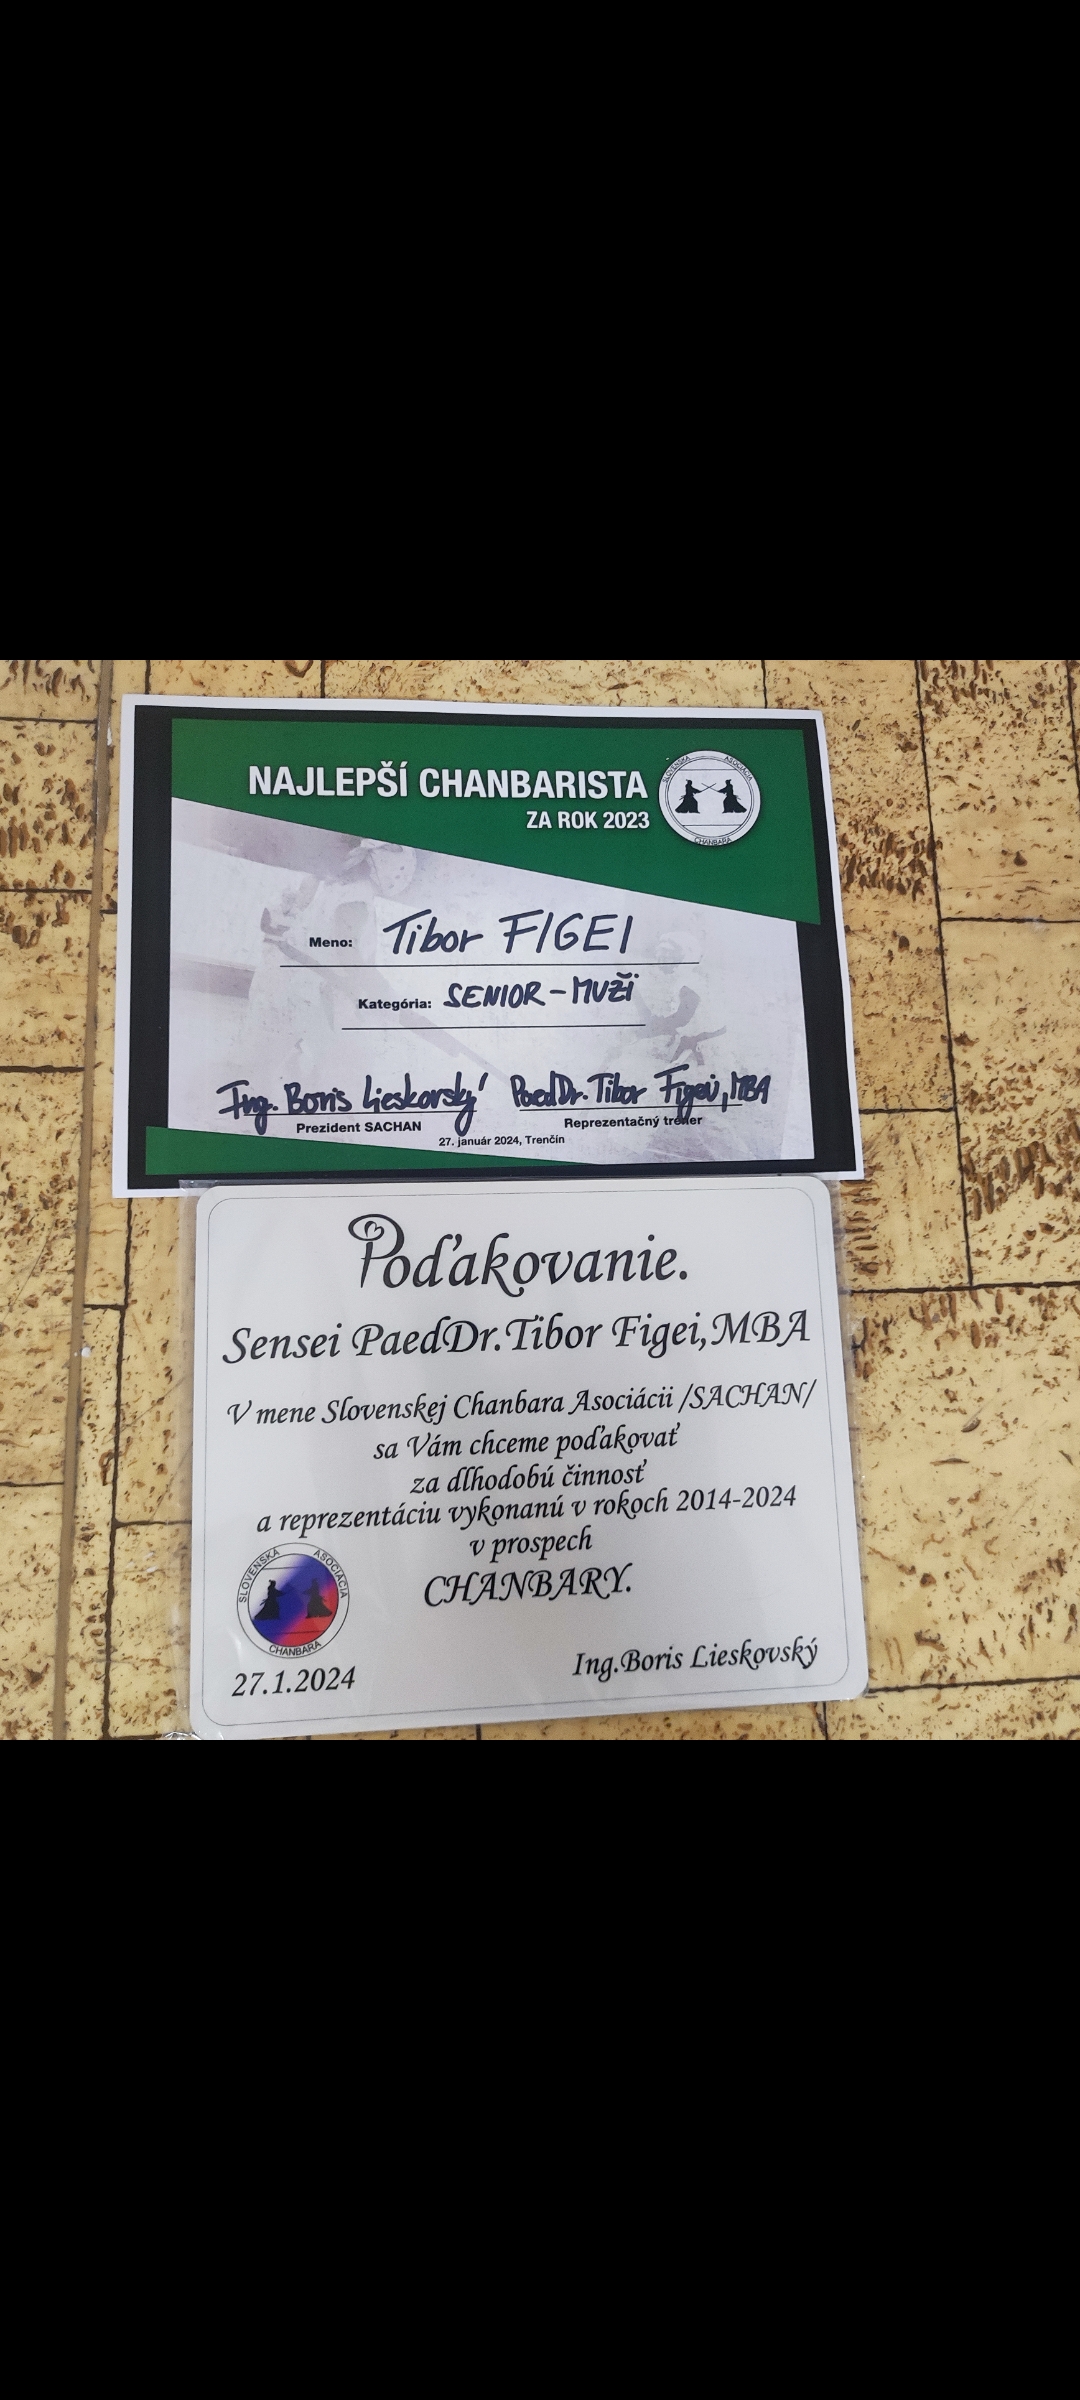 NAJLEPŠÍ CHANBARISTA
ZA ROK 2023
SLOVENSKÁ ASOCIÁCIA
CHANBARA
Meno: Tibor FIGEI
Kategória: SENIOR - MUŽI
Ing. Boris Lieskovský PaedDr. Tibor Figei, MBA
Prezident SACHAN Reprezentačný tréner
27. január 2024, Trenčín
Poďakovanie.
Sensei PaedDr.Tibor Figei,MBA
V mene Slovenskej Chanbara Asociácii /SACHAN/
sa Vám chceme poďakovať
za dlhodobú činnosť
a reprezentáciu vykonanú v rokoch 2014-2024
v prospech
CHANBARY.
SLOVENSKÁ ASOCIÁCIA
CHANBARA
Ing.Boris Lieskovský
27.1.2024